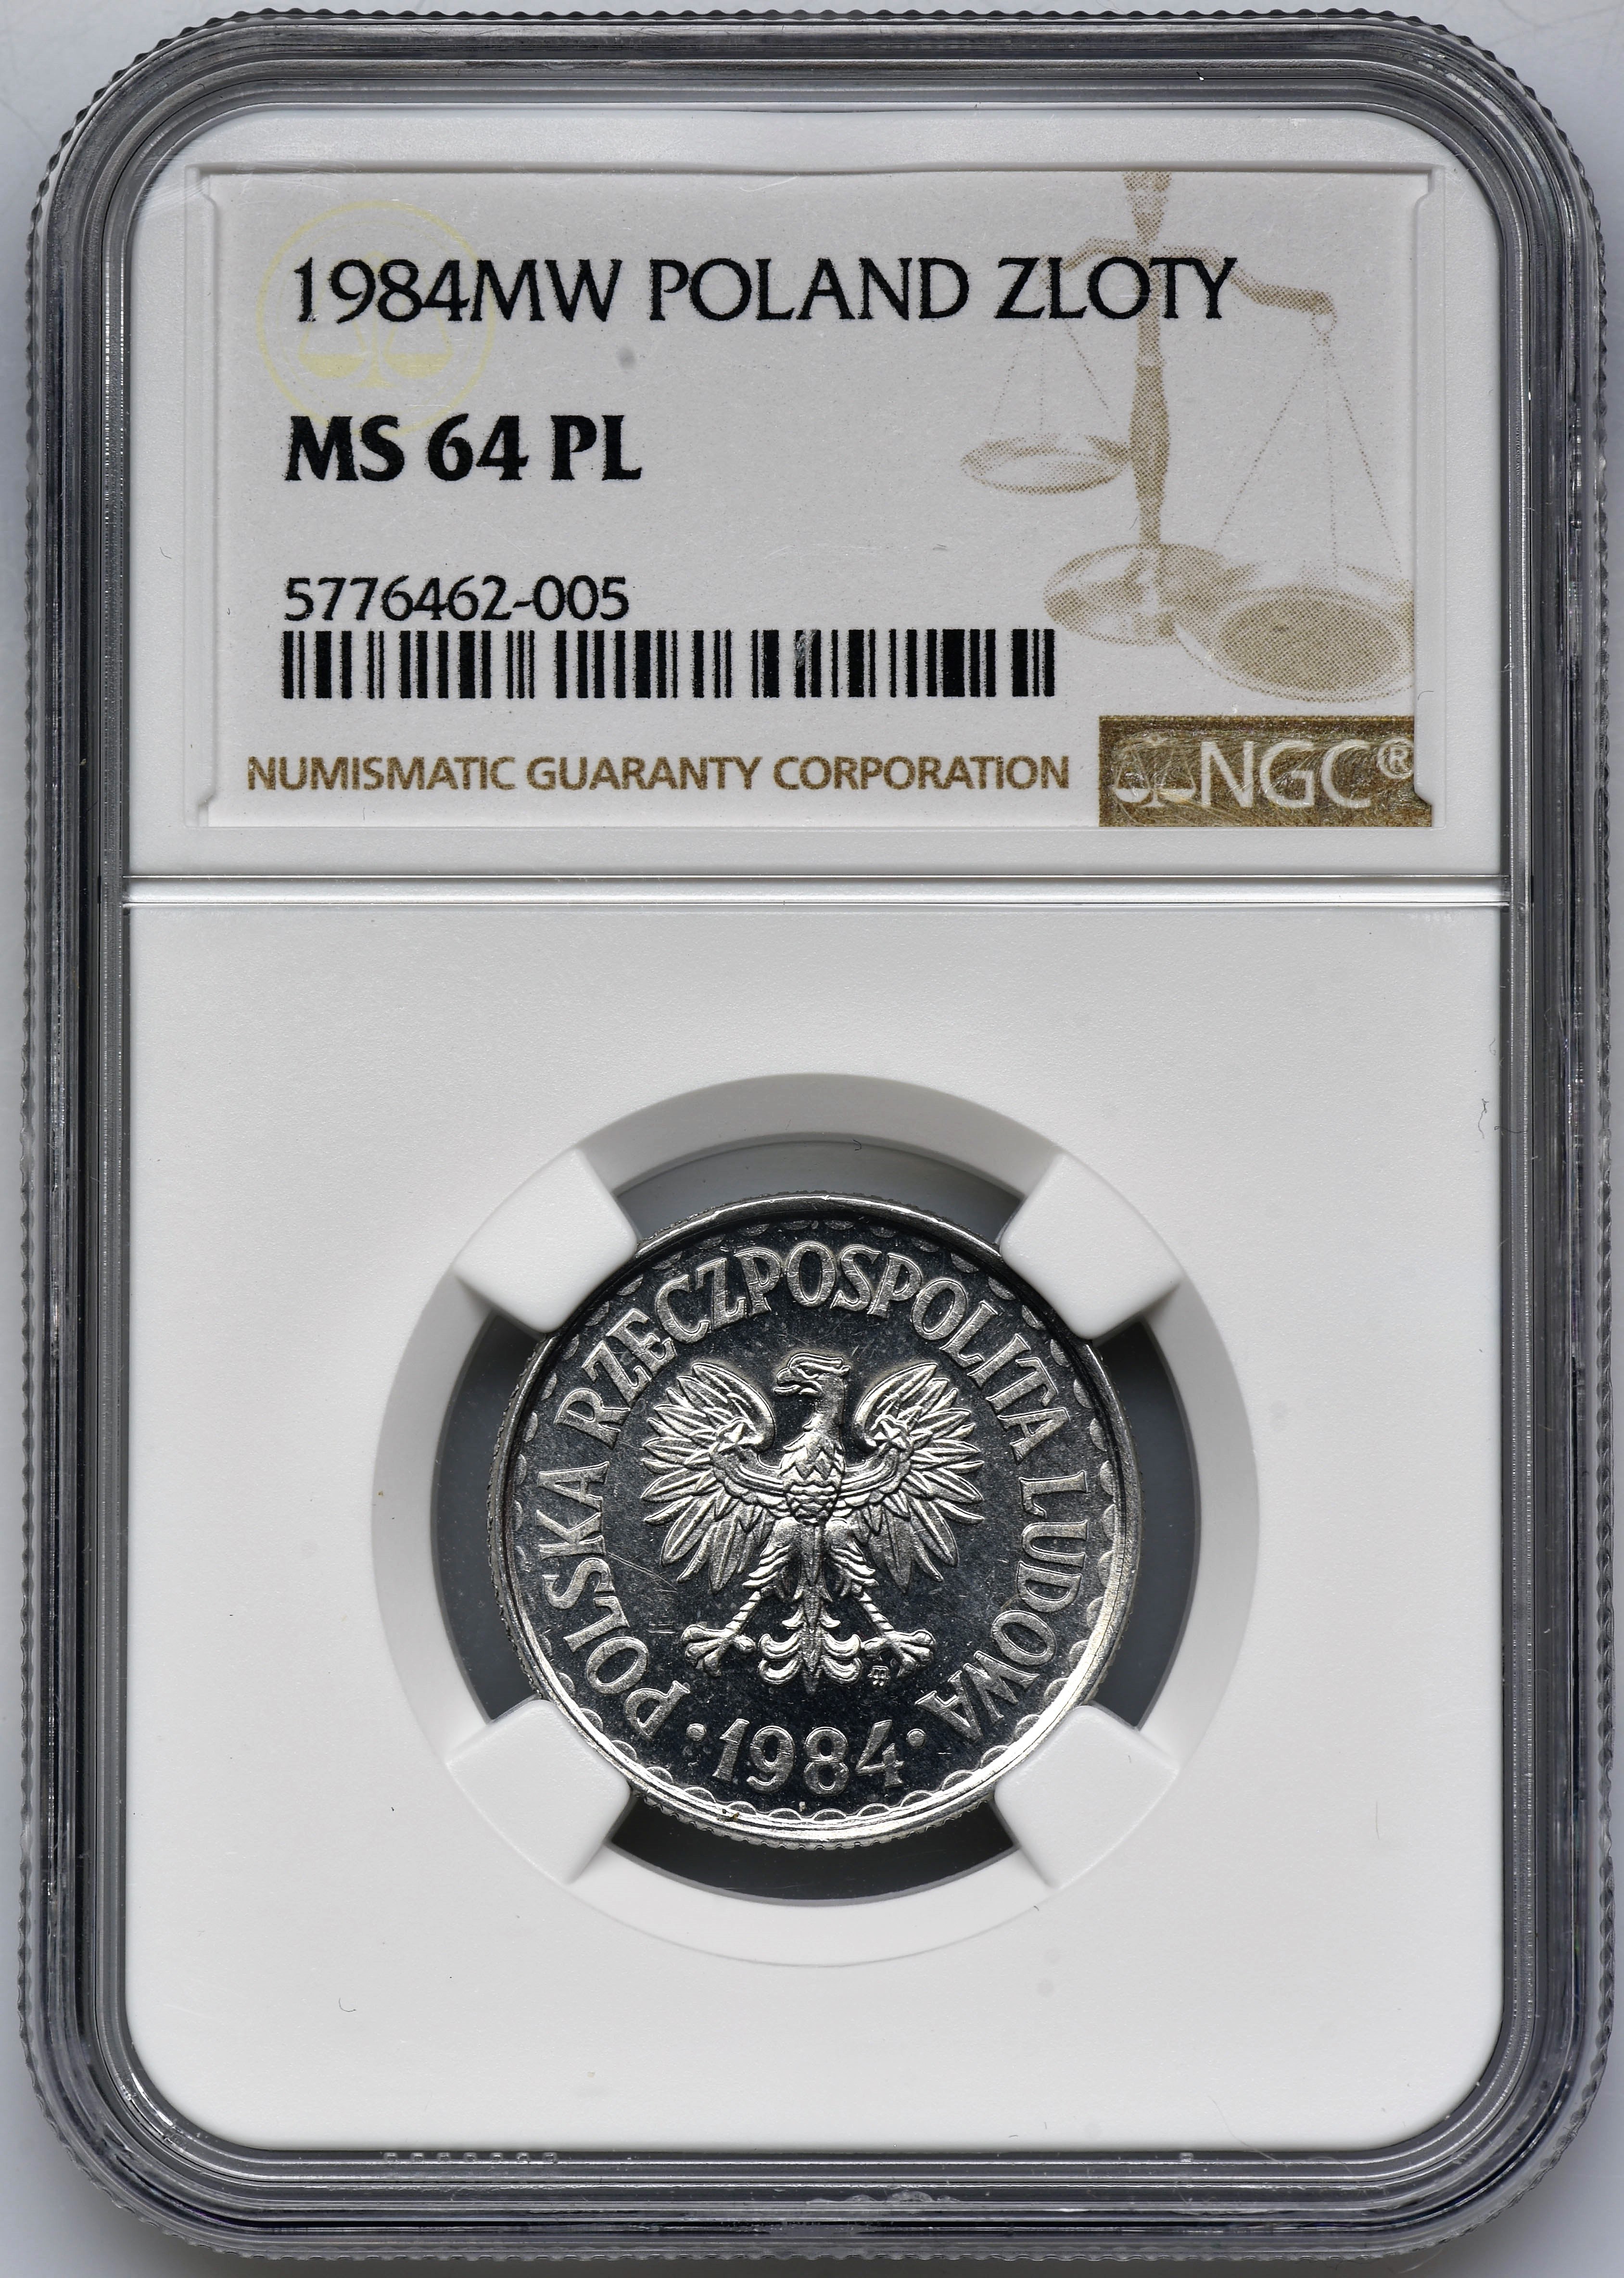 1984MW POLAND ZLOTY
MS 64 PL
5776462-005
NUMISMATIC GUARANTY CORPORATION
NGC®
POLSKA RZECZPOSPOLITA LUDOWA
·1984·